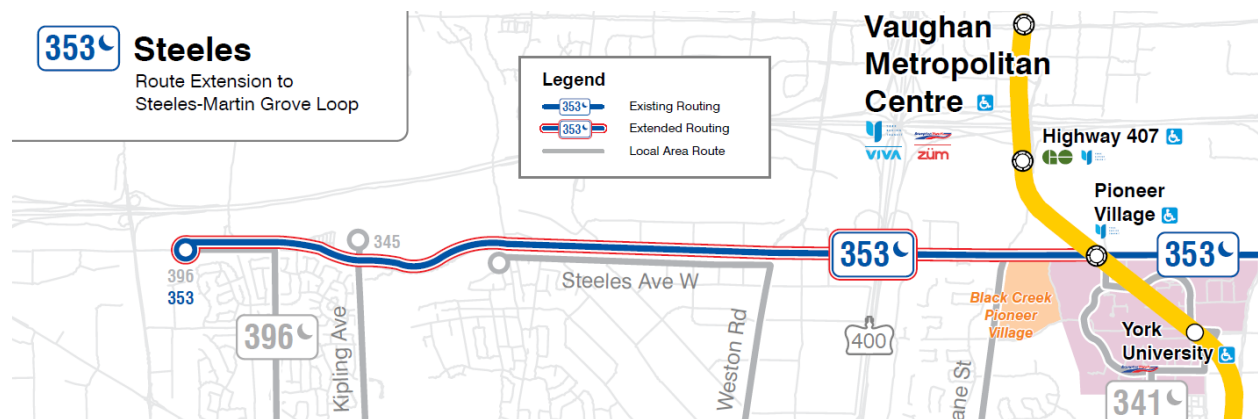 353
Steeles
Route Extension to
Steeles-Martin Grove Loop
Legend
353 Existing Routing
353 Extended Routing
Local Area Route
Vaughan
Metropolitan
Centre
VIVA züm
Highway 407
GO
Pioneer
Village
345
353
353
396
353
Steeles Ave W
396
Kipling Ave
Weston Rd
400
Black Creek
Pioneer
Village
ane St
York
University
341